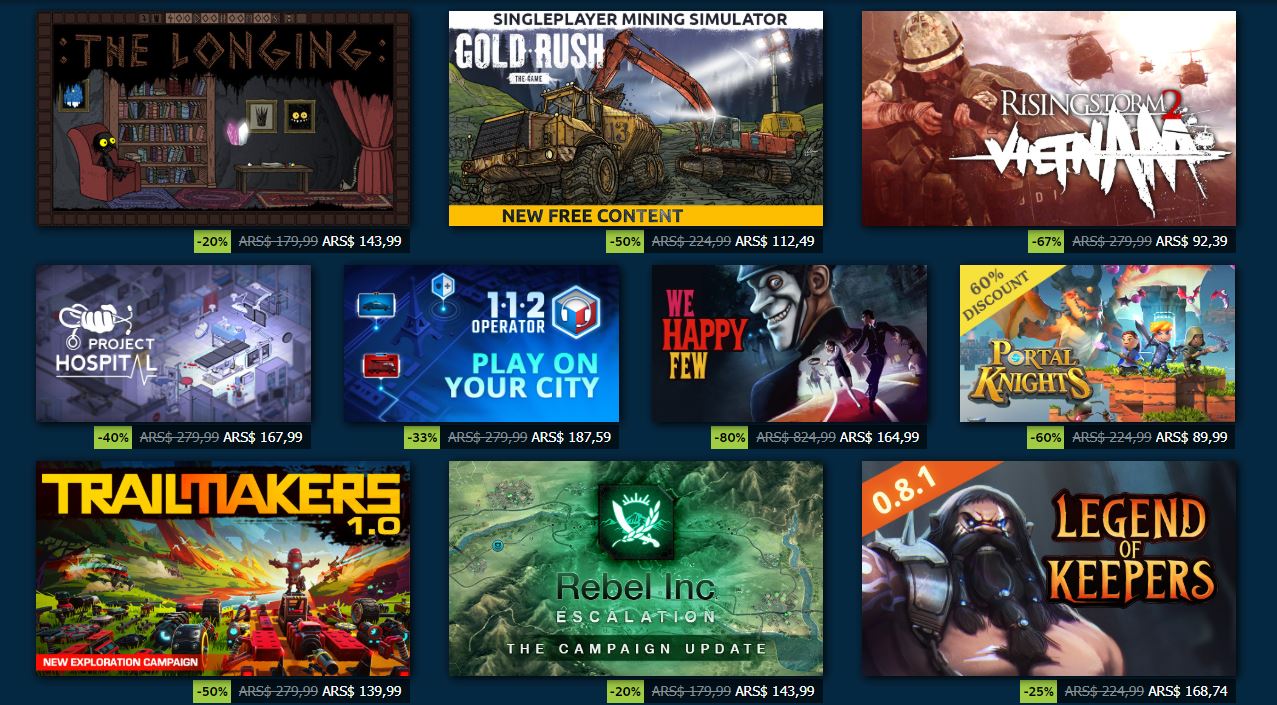 400 DAYS
:THE LONGING:
-20% ARS$ 179,99 ARS$ 143,99
SINGLEPLAYER MINING SIMULATOR
GOLD RUSH
THE GAME
NEW FREE CONTENT
-50% ARS$ 224,99 ARS$ 112,49
RISING STORM 2
VIETNAM
-67% ARS$ 279,99 ARS$ 92,39
PROJECT
HOSPITAL
-40% ARS$ 279,99 ARS$ 167,99
1·1·2
OPERATOR
PLAY ON
YOUR CITY
-33% ARS$ 279,99 ARS$ 187,59
WE
HAPPY
FEW
-80% ARS$ 824,99 ARS$ 164,99
60%
DISCOUNT
PORTAL
KNIGHTS
-60% ARS$ 224,99 ARS$ 89,99
TRAILMAKERS
1.0
NEW EXPLORATION CAMPAIGN
-50% ARS$ 279,99 ARS$ 139,99
Rebel Inc
ESCALATION
THE CAMPAIGN UPDATE
-20% ARS$ 179,99 ARS$ 143,99
0.8.1
LEGEND
OF
KEEPERS
-25% ARS$ 224,99 ARS$ 168,74